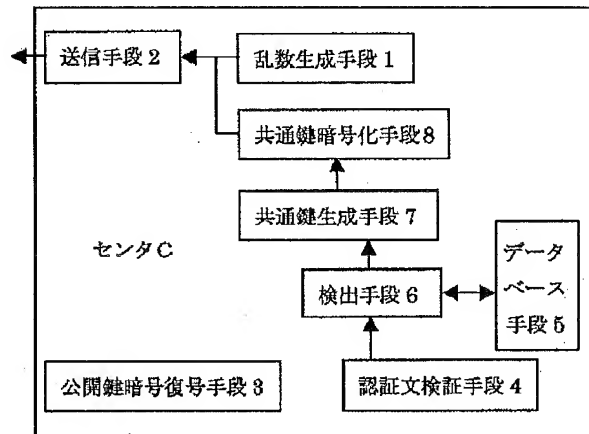 送信手段2
乱数生成手段1
共通鍵暗号化手段8
共通鍵生成手段7
センタC
データ
ベース
手段5
検出手段6
公開鍵暗号復号手段3
認証文検証手段4